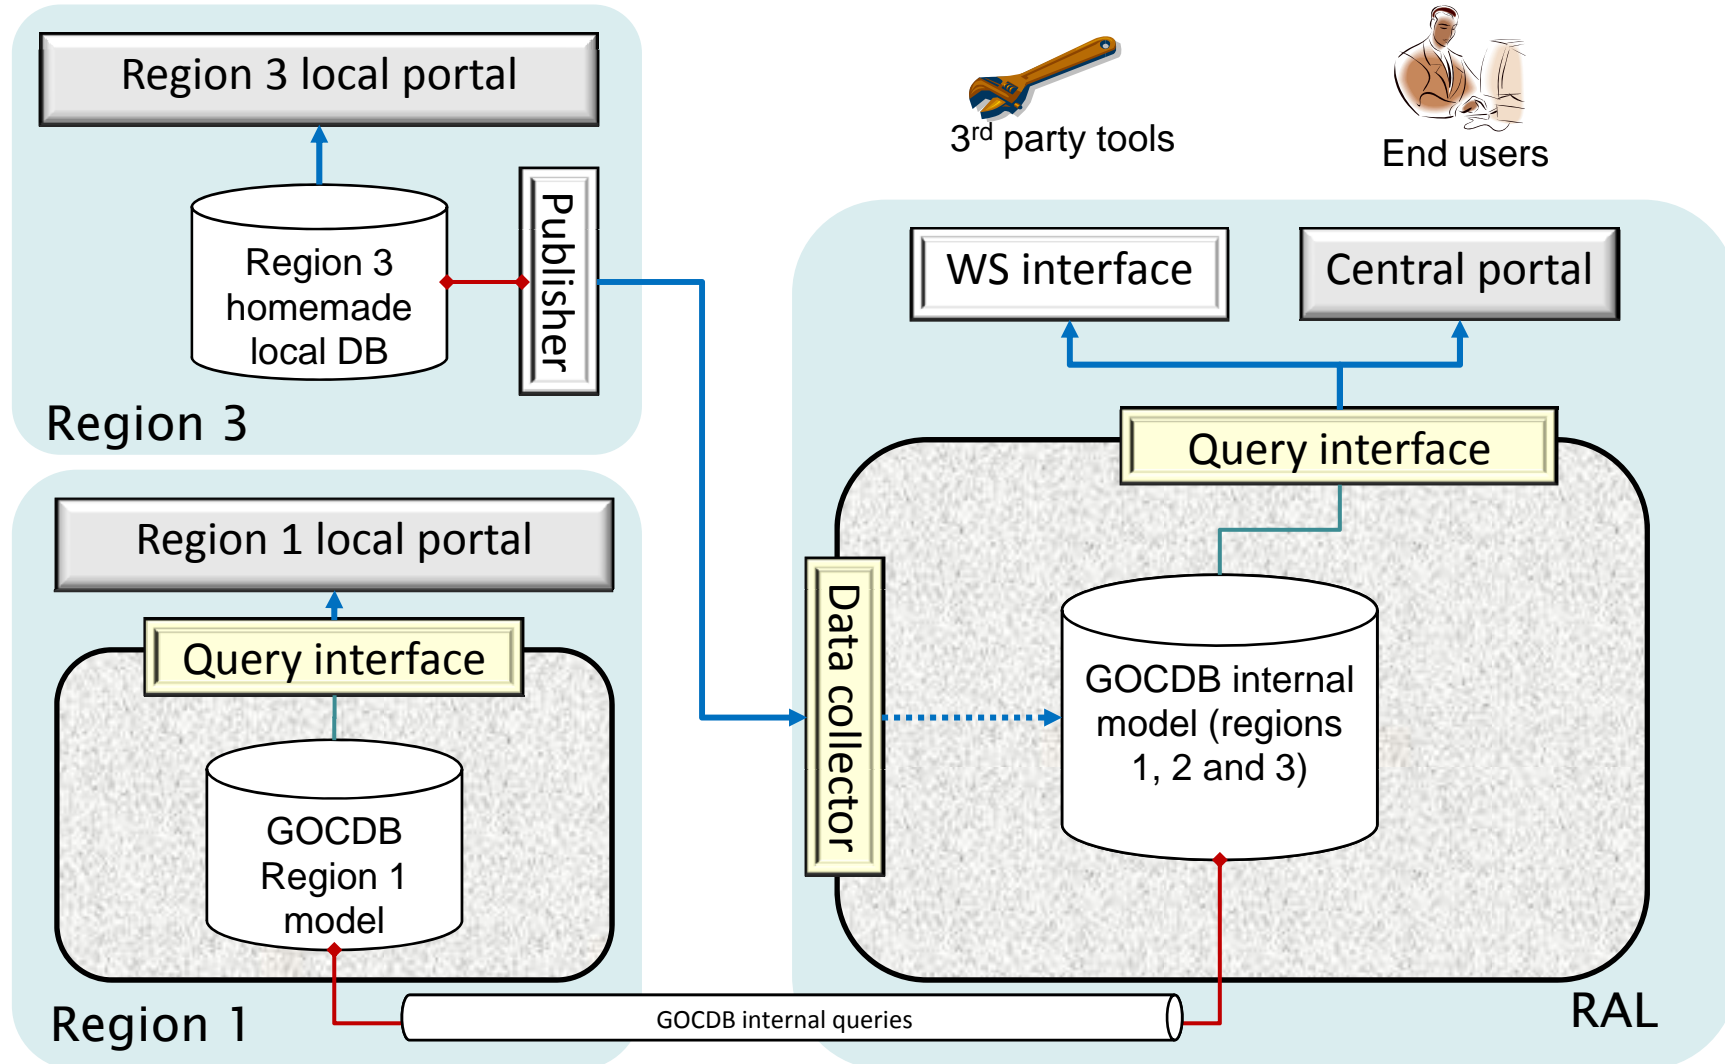 Region 3 local portal
Region 3
homemade
local DB
Publisher
Region 3
3rd party tools
End users
WS interface
Central portal
Query interface
Data collector
GOCDB internal
model (regions
1, 2 and 3)
RAL
Region 1 local portal
Query interface
GOCDB
Region 1
model
Region 1
GOCDB internal queries